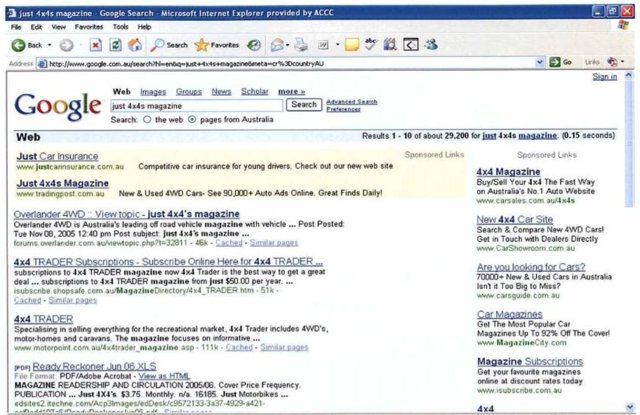 just 4x4s magazine - Google Search - Microsoft Internet Explorer provided by ACCC
File Edit View Favorites Tools Help
Back Search Favorites
Address http://www.google.com.au/search?hl=en&q=just+4x4s+magazine&meta=cr%3DcountryAU Go Links
Sign in
Google
Web Images Groups News Scholar more »
just 4x4s magazine Search Advanced Search
Preferences
Search: the web pages from Australia
Web Results 1 - 10 of about 29,200 for just 4x4s magazine. (0.15 seconds)
Just Car Insurance Sponsored Links
www.justcarinsurance.com.au Competitive car insurance for young drivers. Check out our new web site
Just 4x4s Magazine
www.tradingpost.com.au New & Used 4WD Cars- See 90,000+ Auto Ads Online. Great Finds Daily!
Overlander 4WD :: View topic - just 4x4's magazine
Overlander 4WD is Australia's leading off road vehicle magazine with vehicle ... Post Posted:
Tue Nov 08, 2005 12:40 pm Post subject: just 4x4's magazine ...
forums.overlander.com.au/viewtopic.php?t=32811 - 46k - Cached - Similar pages
4x4 TRADER Subscriptions - Subscribe Online Here for 4X4 TRADER ...
subscriptions to 4X4 TRADER magazine now 4x4 Trader is the best way to get a great
deal ... subscriptions to 4X4 TRADER magazine from just $50.00 per year. ...
isubscribe.shopsafe.com.au/MagazineDirectory/4x4_TRADER.htm - 51k -
Cached - Similar pages
4x4 TRADER
Specialising in selling everything for the recreational market, 4x4 Trader includes 4WD's,
motor-homes and caravans. The magazine focuses on informative ...
www.motorpoint.com.au/4x4trader_magazine.asp - 111k - Cached - Similar pages
[PDF] Ready Reckoner Jun 06.XLS
File Format: PDF/Adobe Acrobat - View as HTML
MAGAZINE READERSHIP AND CIRCULATION 2005/06. Cover Price Frequency.
PUBLICATION ... Just 4X4's $3.75. Monthly. n/a. 16185. Just Motorbikes ...
edsites2.itechne.com/Acp3Images/edDesk/c9572133-3a37-4929-a421-
Sponsored Links
4x4 Magazine
Buy/Sell Your 4x4 The Fast Way
on Australia's No.1 Auto Website
www.carsales.com.au/4x4s
New 4x4 Car Site
Search & Compare New 4WD Cars!
Get in Touch with Dealers Directly
www.CarShowroom.com.au
Are you looking for Cars?
70000+ New & Used Cars in Australia
Isn't it Too Big to Miss?
www.carsguide.com.au
Car Magazines
Get The Most Popular Car
Magazines Up To 92% Off The Cover!
www.MagazineCity.com
Magazine Subscriptions
Get your favourite magazines
online at discount rates today
www.isubscribe.com.au
4x4